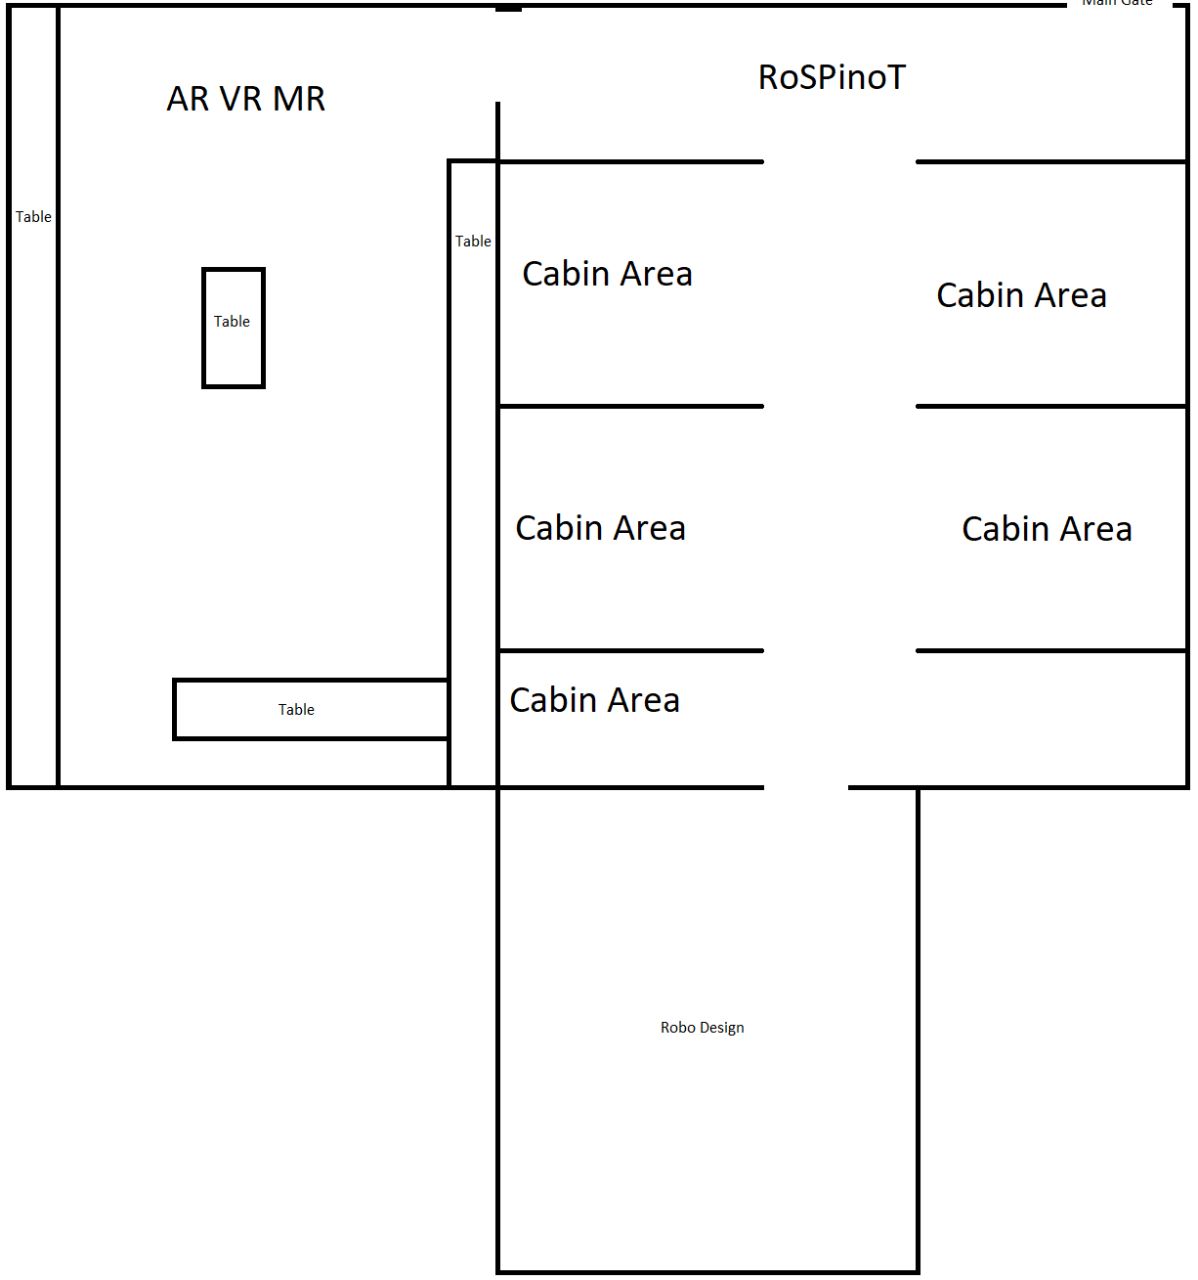 Main Gate
RoSPinoT
AR VR MR
Table
Table
Cabin Area
Cabin Area
Table
Cabin Area
Cabin Area
Cabin Area
Table
Robo Design